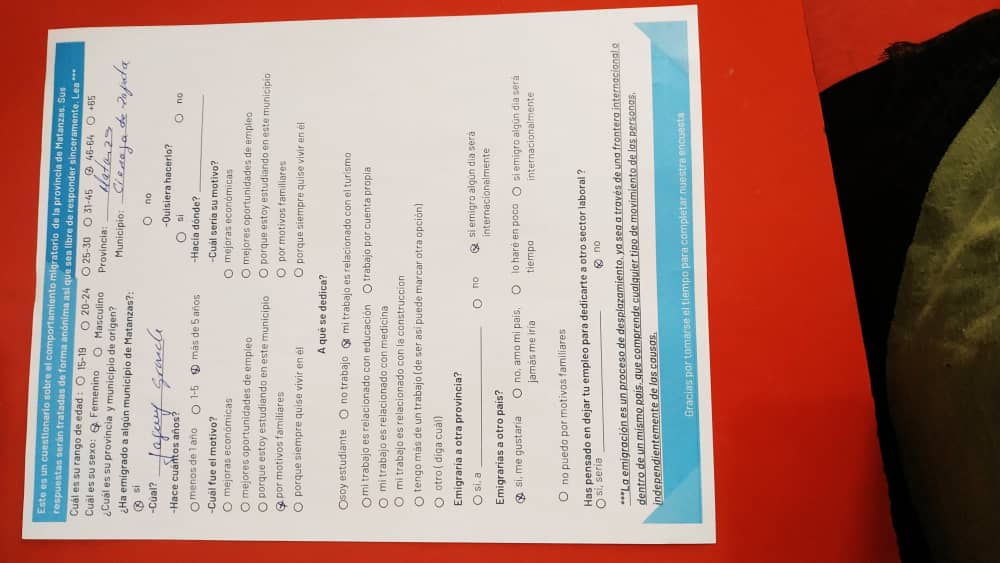 Este es un cuestionario sobre el comportamiento migratorio de la provincia de Matanzas. Sus
respuestas serán tratadas de forma anónima así que sea libre de responder sinceramente. Lea ***
Cuál es su rango de edad : 15-19 20-24 25-30 31-45 46-64 +65
Cuál es su sexo: Femenino Masculino
¿Cuál es su provincia y municipio de origen? Provincia: Matanzas
Municipio: Cienaga de Zapata
¿Ha emigrado a algún municipio de Matanzas?:
si no
-Cúal? Jaguey Grande
-Quisiera hacerlo?
si no
-Hace cuántos años?
menos de 1 año 1-5 más de 5 años
-Hacia dónde?
-Cuál fue el motivo?
mejoras económicas
mejores oportunidades de empleo
porque estoy estudiando en este municipio
por motivos familiares
porque siempre quise vivir en él
-Cuál sería su motivo?
mejoras económicas
mejores oportunidades de empleo
porque estoy estudiando en este municipio
por motivos familiares
porque siempre quise vivir en él
A qué se dedica?
soy estudiante no trabajo mi trabajo es relacionado con el turismo
mi trabajo es relacionado con educación trabajo por cuenta propia
mi trabajo es relacionado con medicina
mi trabajo es relacionado con la construccion
tengo más de un trabajo (de ser así puede marcar otra opción)
otro ( diga cuál)
Emigraría a otra provincia?
si, a no si emigro algún día será
internacionalmente
Emigrarías a otro país?
si, me gustaría no, amo mi país, lo haré en poco si emigro algun día será
jamás me iría tiempo internacionalmente
no puedo por motivos familiares
Has pensado en dejar tu empleo para dedicarte a otro sector laboral ?
si, sería no
***La emigración es un proceso de desplazamiento, ya sea a través de una frontera internacional o
dentro de un mismo país, que comprende cualquier tipo de movimiento de las personas,
independientemente de las causas.
Gracias por tomarse el tiempo para completar nuestra encuesta